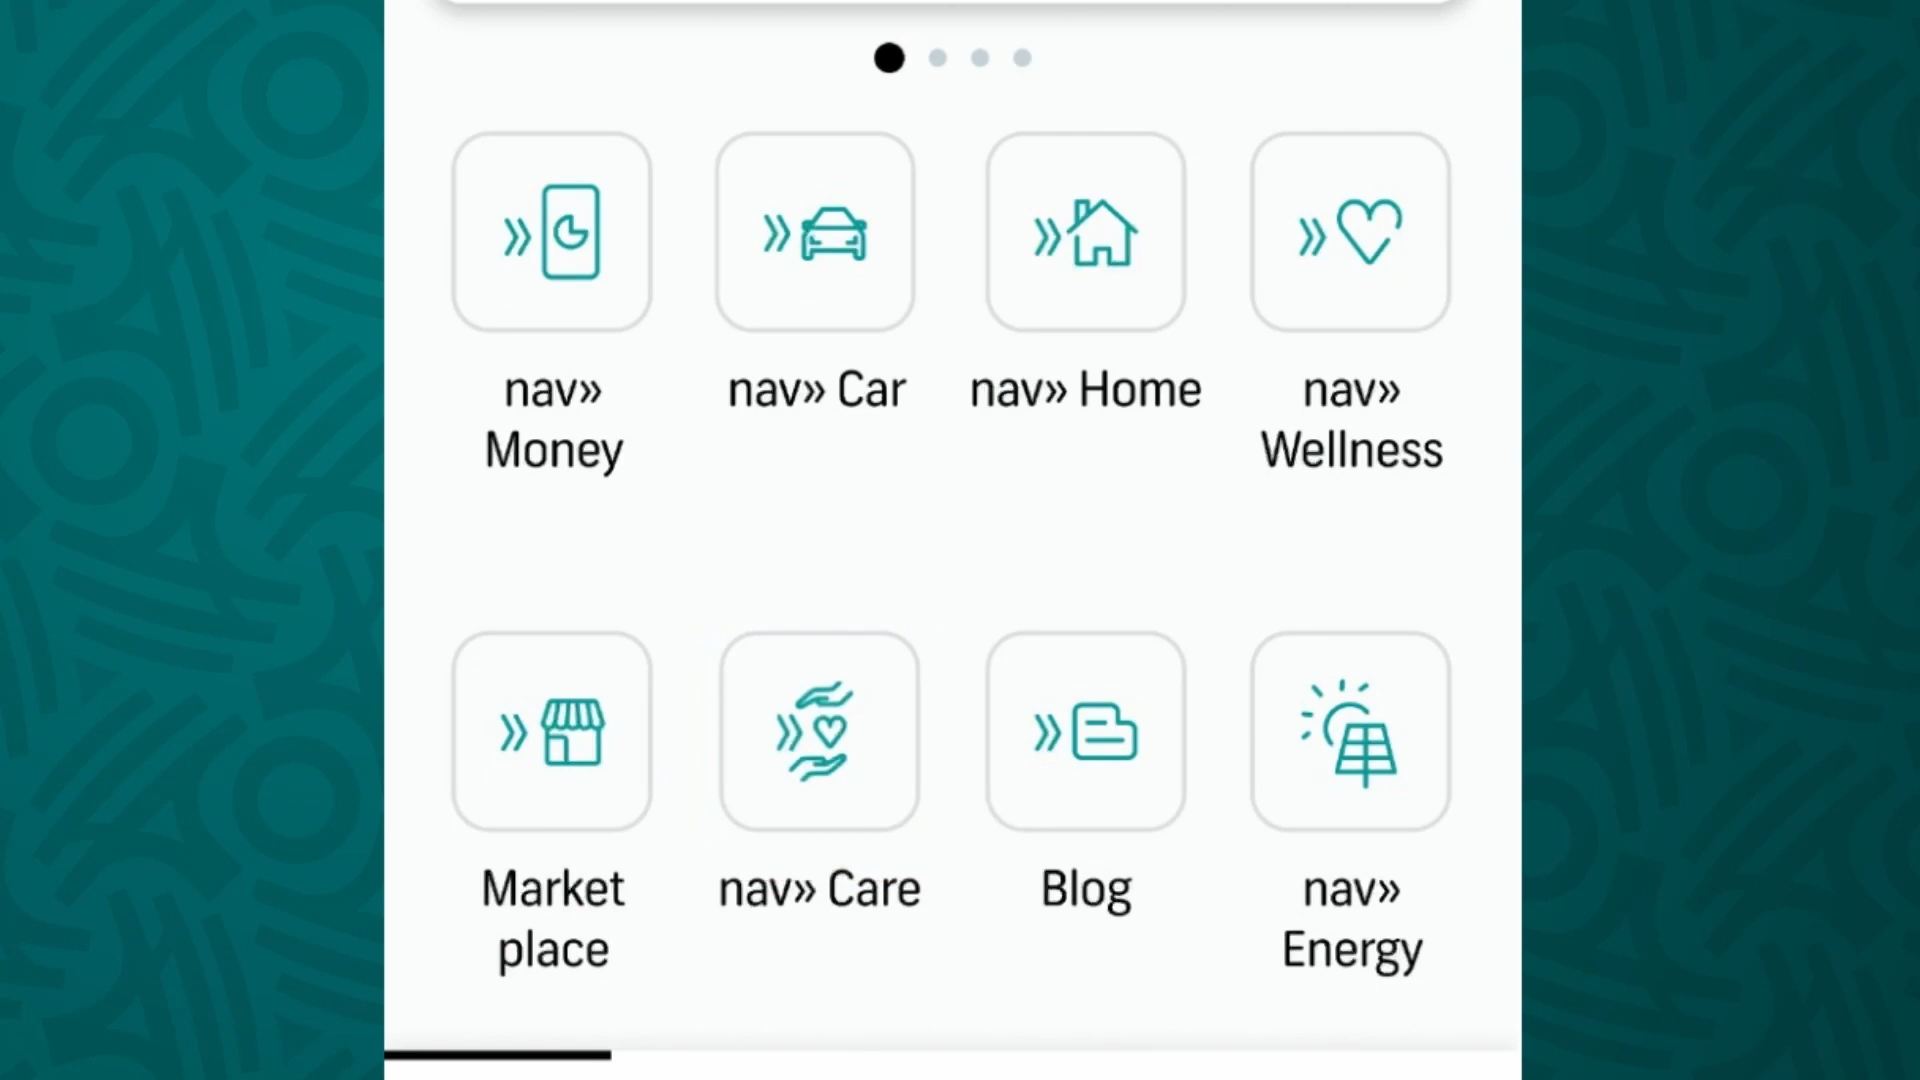 nav»
Money
nav» Car
nav» Home
nav»
Wellness
Market
place
nav» Care
Blog
nav»
Energy